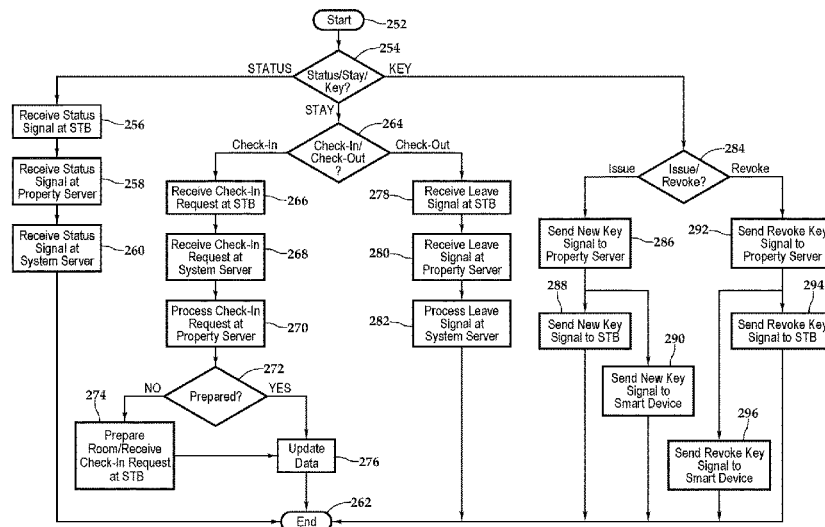 Start
252
254
STATUS
Status/Stay/
Key?
KEY
STAY
Receive Status
Signal at STB
256
Receive Status
Signal at
Property Server
258
Receive Status
Signal at
System Server
260
264
Check-In
Check-In/
Check-Out
?
Check-Out
Receive Check-In
Request at STB
266
Receive Check-In
Request at
System Server
268
Process Check-In
Request at
Property Server
270
272
NO
Prepared?
YES
274
Prepare
Room/Receive
Check-In Request
at STB
Update
Data
276
278
Receive Leave
Signal at STB
280
Receive Leave
Signal at
Property Server
282
Process Leave
Signal at
System Server
284
Issue
Issue/
Revoke?
Revoke
Send New Key
Signal to
Property Server
286
288
Send New Key
Signal to STB
290
Send New Key
Signal to
Smart Device
292
Send Revoke Key
Signal to
Property Server
294
Send Revoke Key
Signal to STB
296
Send Revoke Key
Signal to
Smart Device
End
262